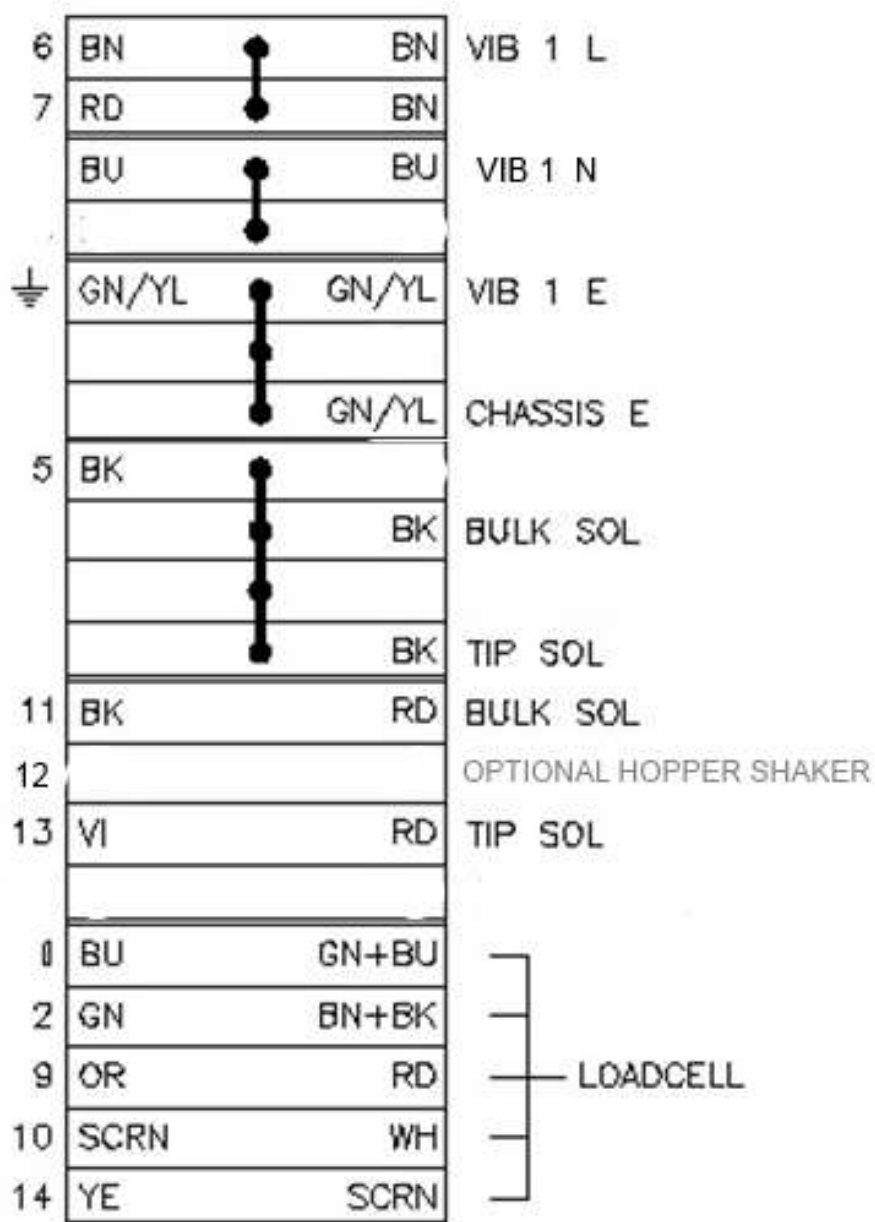 6 BN BN VIB 1 L
7 RD BN
BU BU VIB 1 N
GN/YL GN/YL VIB 1 E
GN/YL CHASSIS E
5 BK
BK BULK SOL
BK TIP SOL
11 BK RD BULK SOL
12 OPTIONAL HOPPER SHAKER
13 VI RD TIP SOL
BU GN+BU
2 GN BN+BK
9 OR RD LOADCELL
10 SCRN WH
14 YE SCRN